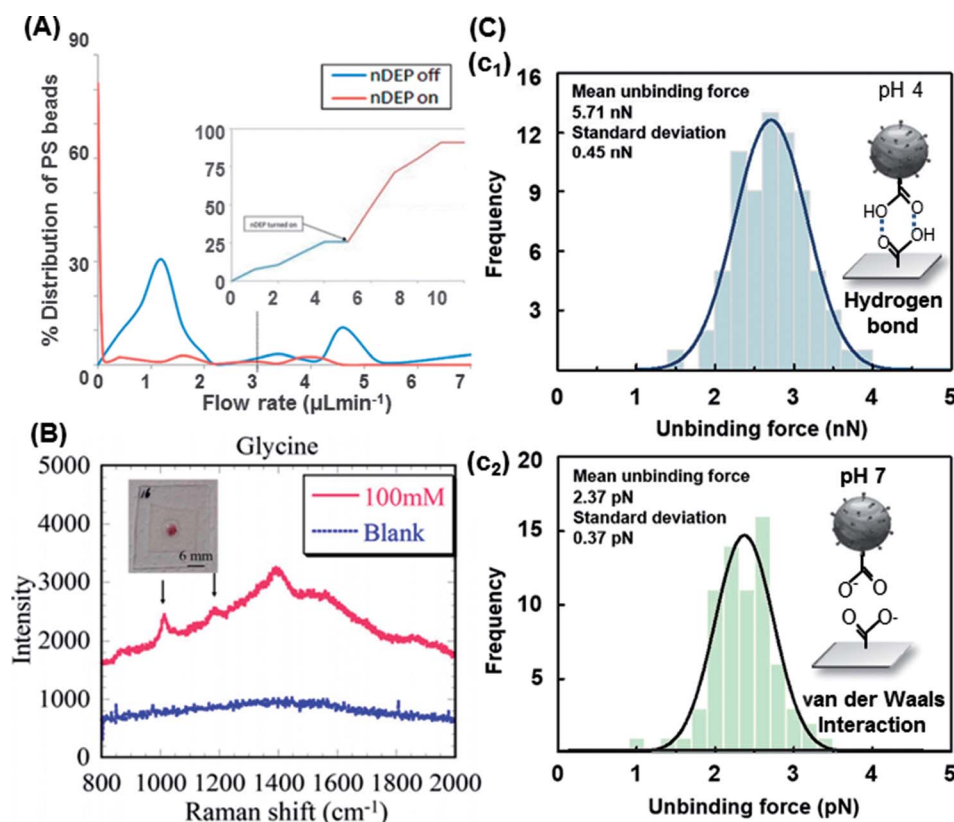 (A)
90
60
30
0
% Distribution of PS beads
nDEP off
nDEP on
100
75
50
25
0
nDEP turned on
0 2 4 6 8 10
0 1 2 3 4 5 6 7
Flow rate (µLmin⁻¹)
(B)
Glycine
5000
4000
3000
2000
1000
0
Intensity
100mM
Blank
16
6 mm
800 1000 1200 1400 1600 1800 2000
Raman shift (cm⁻¹)
(C)
(c₁)
16
13
9
6
3
0
Frequency
Mean unbinding force
5.71 nN
Standard deviation
0.45 nN
pH 4
HO O
O OH
Hydrogen
bond
0 1 2 3 4 5
Unbinding force (nN)
(c₂)
20
15
10
5
0
Frequency
Mean unbinding force
2.37 pN
Standard deviation
0.37 pN
pH 7
O⁻ O
O O⁻
van der Waals
Interaction
0 1 2 3 4 5
Unbinding force (pN)